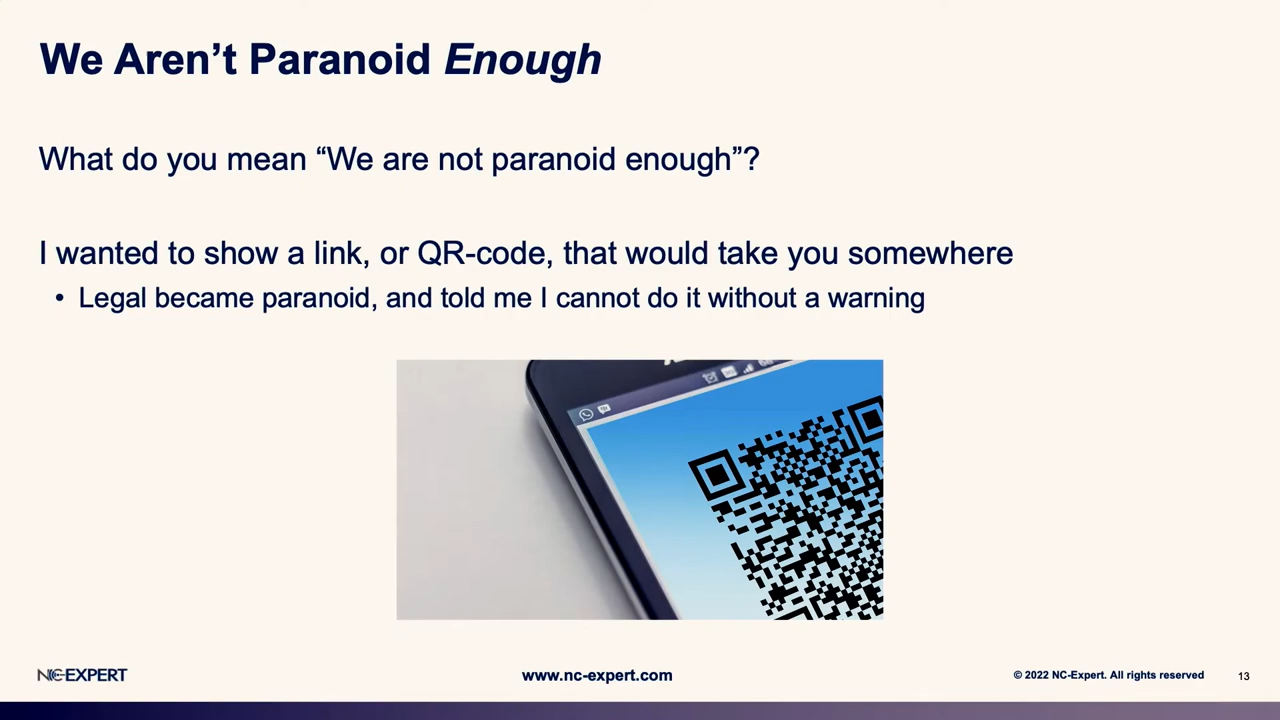 We Aren’t Paranoid Enough
What do you mean “We are not paranoid enough”?
I wanted to show a link, or QR-code, that would take you somewhere
• Legal became paranoid, and told me I cannot do it without a warning
NC-EXPERT
www.nc-expert.com
© 2022 NC-Expert. All rights reserved
13